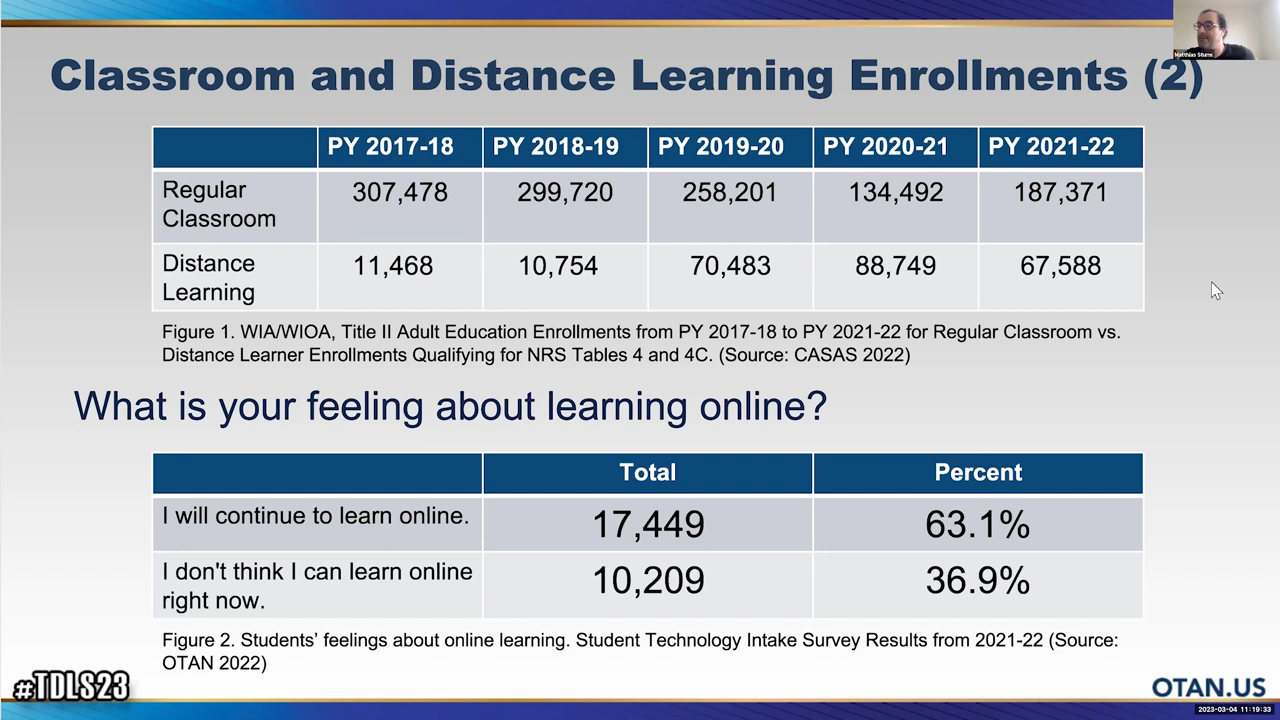 Matthias Sturm
Classroom and Distance Learning Enrollments (2)
PY 2017-18 PY 2018-19 PY 2019-20 PY 2020-21 PY 2021-22
Regular Classroom 307,478 299,720 258,201 134,492 187,371
Distance Learning 11,468 10,754 70,483 88,749 67,588
Figure 1. WIA/WIOA, Title II Adult Education Enrollments from PY 2017-18 to PY 2021-22 for Regular Classroom vs.
Distance Learner Enrollments Qualifying for NRS Tables 4 and 4C. (Source: CASAS 2022)
What is your feeling about learning online?
Total Percent
I will continue to learn online. 17,449 63.1%
I don't think I can learn online right now. 10,209 36.9%
Figure 2. Students’ feelings about online learning. Student Technology Intake Survey Results from 2021-22 (Source:
OTAN 2022)
#TDLS23
OTAN.US
2023-03-04 11:19:33